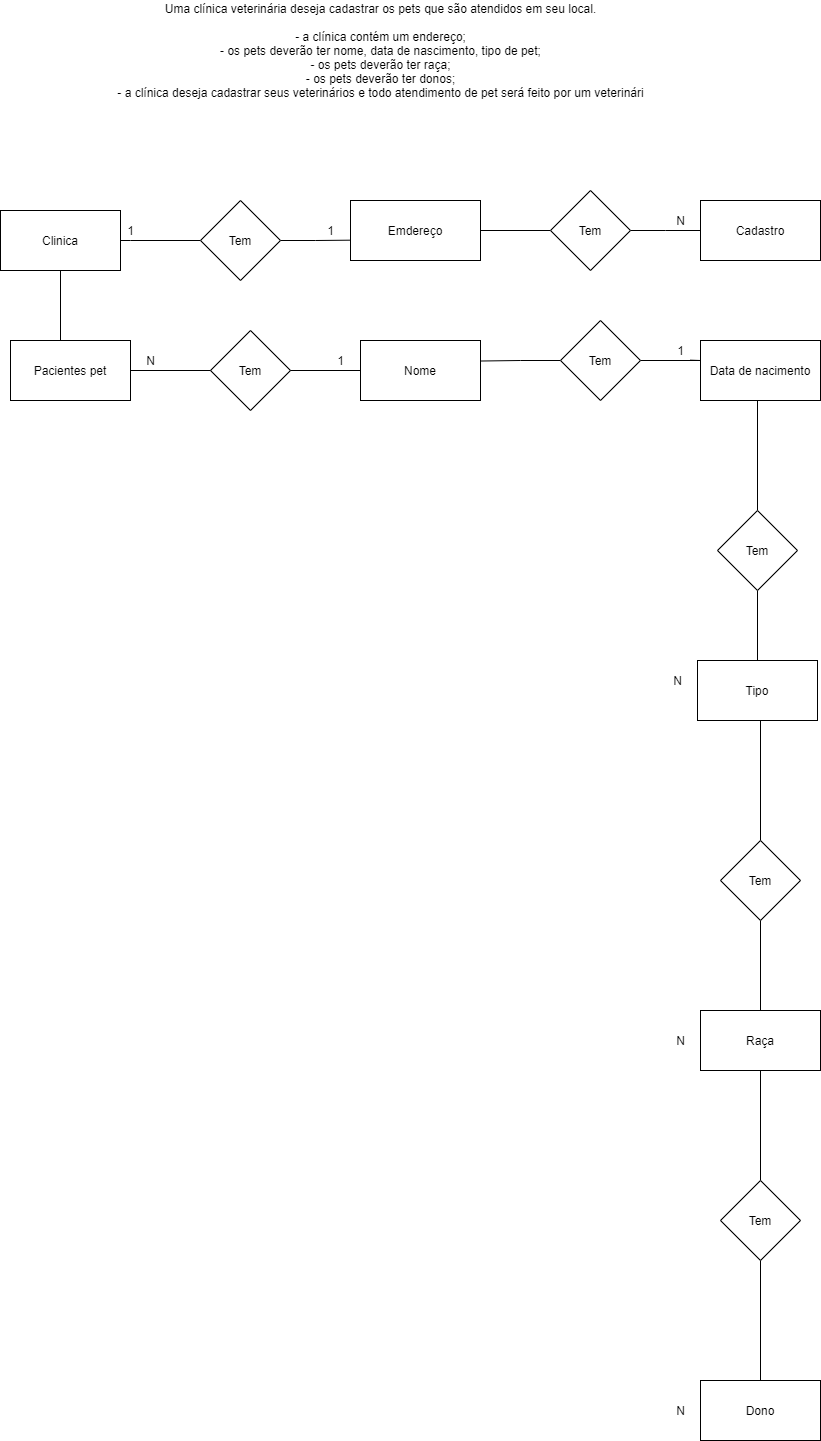 Uma clínica veterinária deseja cadastrar os pets que são atendidos em seu local.
- a clínica contém um endereço;
- os pets deverão ter nome, data de nascimento, tipo de pet;
- os pets deverão ter raça;
- os pets deverão ter donos;
- a clínica deseja cadastrar seus veterinários e todo atendimento de pet será feito por um veterinári
Clinica
1
Tem
1
Emdereço
Tem
N
Cadastro
Pacientes pet
N
Tem
1
Nome
Tem
1
Data de nacimento
Tem
N
Tipo
Tem
N
Raça
Tem
N
Dono